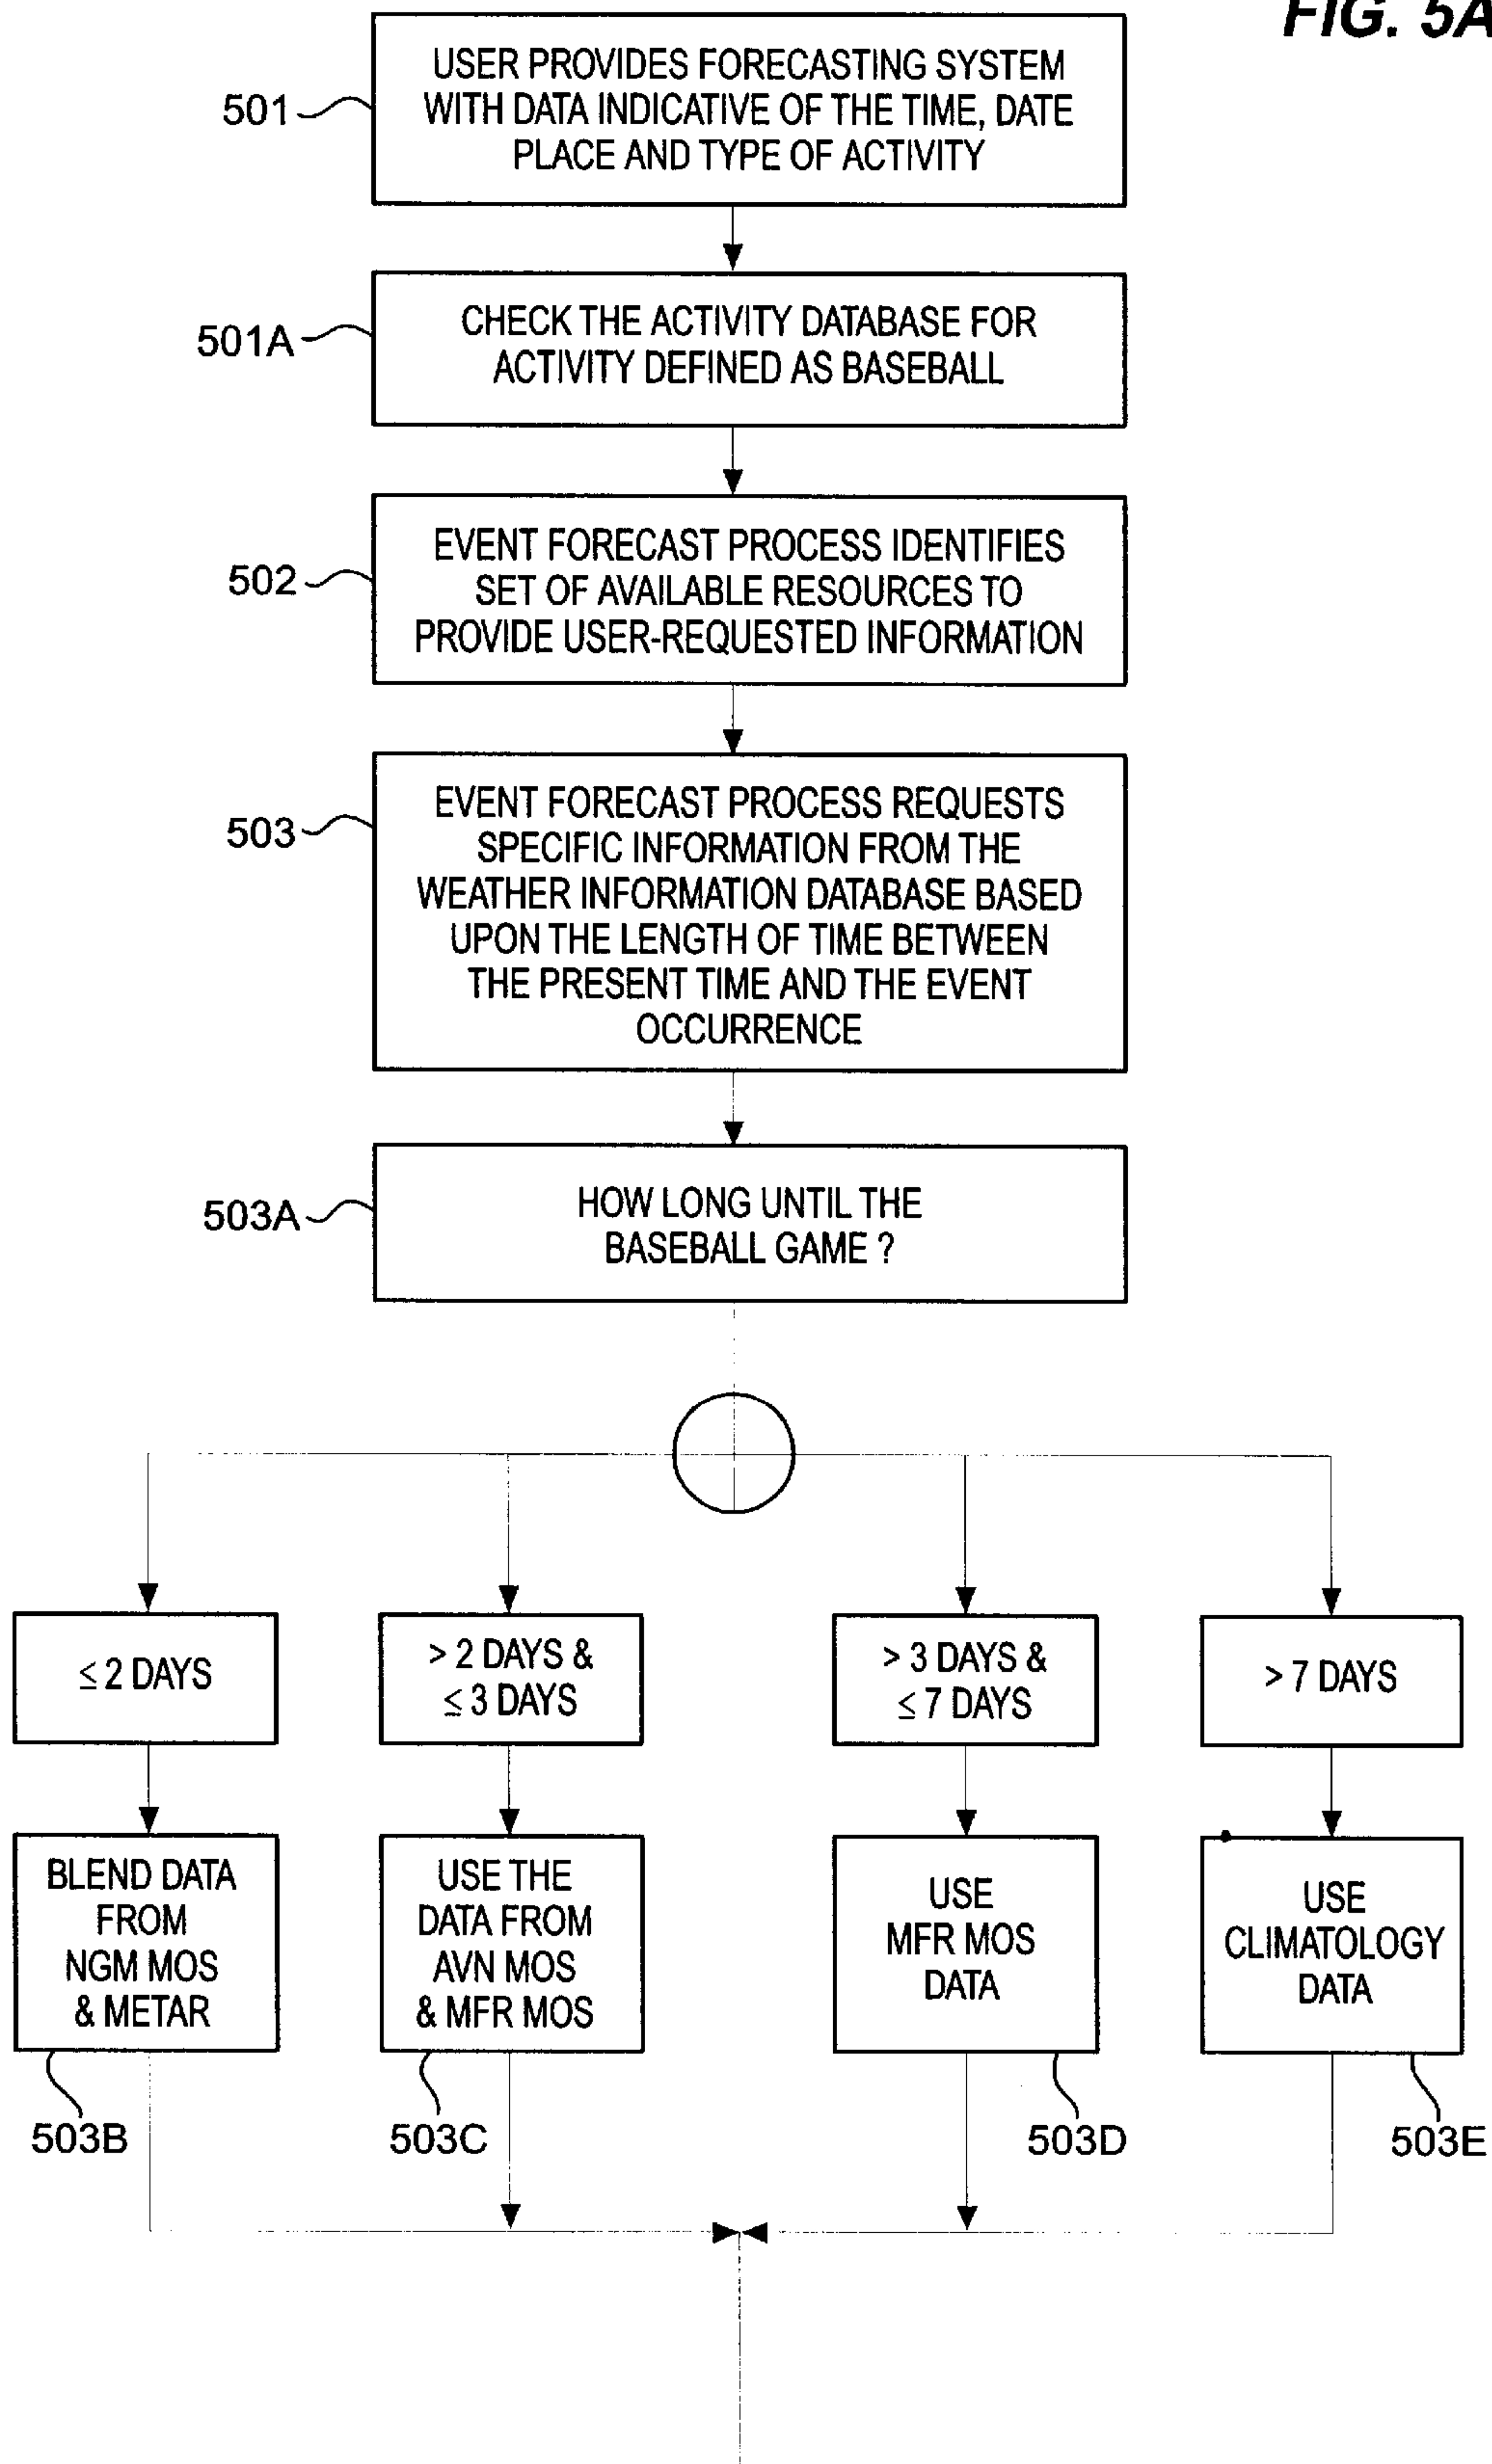 FIG. 5A
501
USER PROVIDES FORECASTING SYSTEM
WITH DATA INDICATIVE OF THE TIME, DATE
PLACE AND TYPE OF ACTIVITY
501A
CHECK THE ACTIVITY DATABASE FOR
ACTIVITY DEFINED AS BASEBALL
502
EVENT FORECAST PROCESS IDENTIFIES
SET OF AVAILABLE RESOURCES TO
PROVIDE USER-REQUESTED INFORMATION
503
EVENT FORECAST PROCESS REQUESTS
SPECIFIC INFORMATION FROM THE
WEATHER INFORMATION DATABASE BASED
UPON THE LENGTH OF TIME BETWEEN
THE PRESENT TIME AND THE EVENT
OCCURRENCE
503A
HOW LONG UNTIL THE
BASEBALL GAME ?
≤ 2 DAYS
> 2 DAYS &
≤ 3 DAYS
> 3 DAYS &
≤ 7 DAYS
> 7 DAYS
BLEND DATA
FROM
NGM MOS
& METAR
USE THE
DATA FROM
AVN MOS
& MFR MOS
USE
MFR MOS
DATA
USE
CLIMATOLOGY
DATA
503B
503C
503D
503E